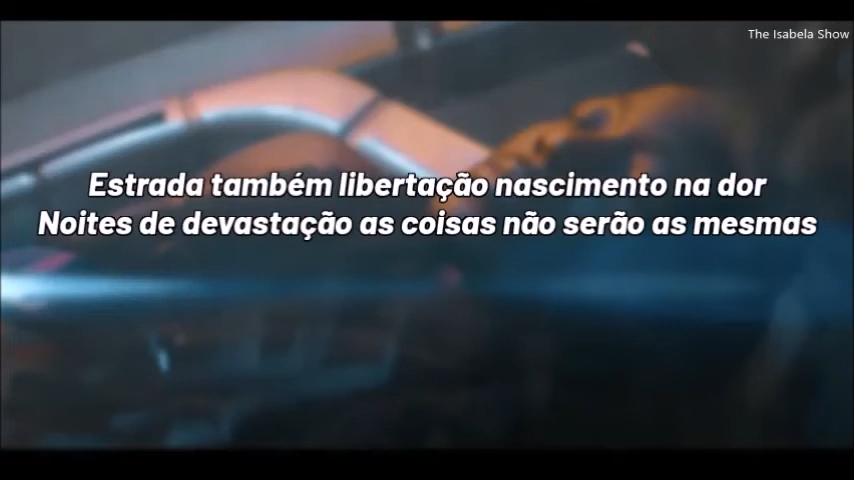 The Isabela Show
Estrada também libertação nascimento na dor
Noites de devastação as coisas não serão as mesmas